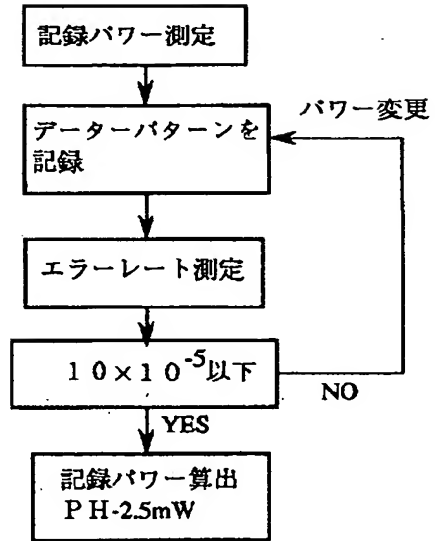 記録パワー測定
パワー変更
データーパターンを
記録
エラーレート測定
10×10-5以下
NO
YES
記録パワー算出
PH-2.5mW